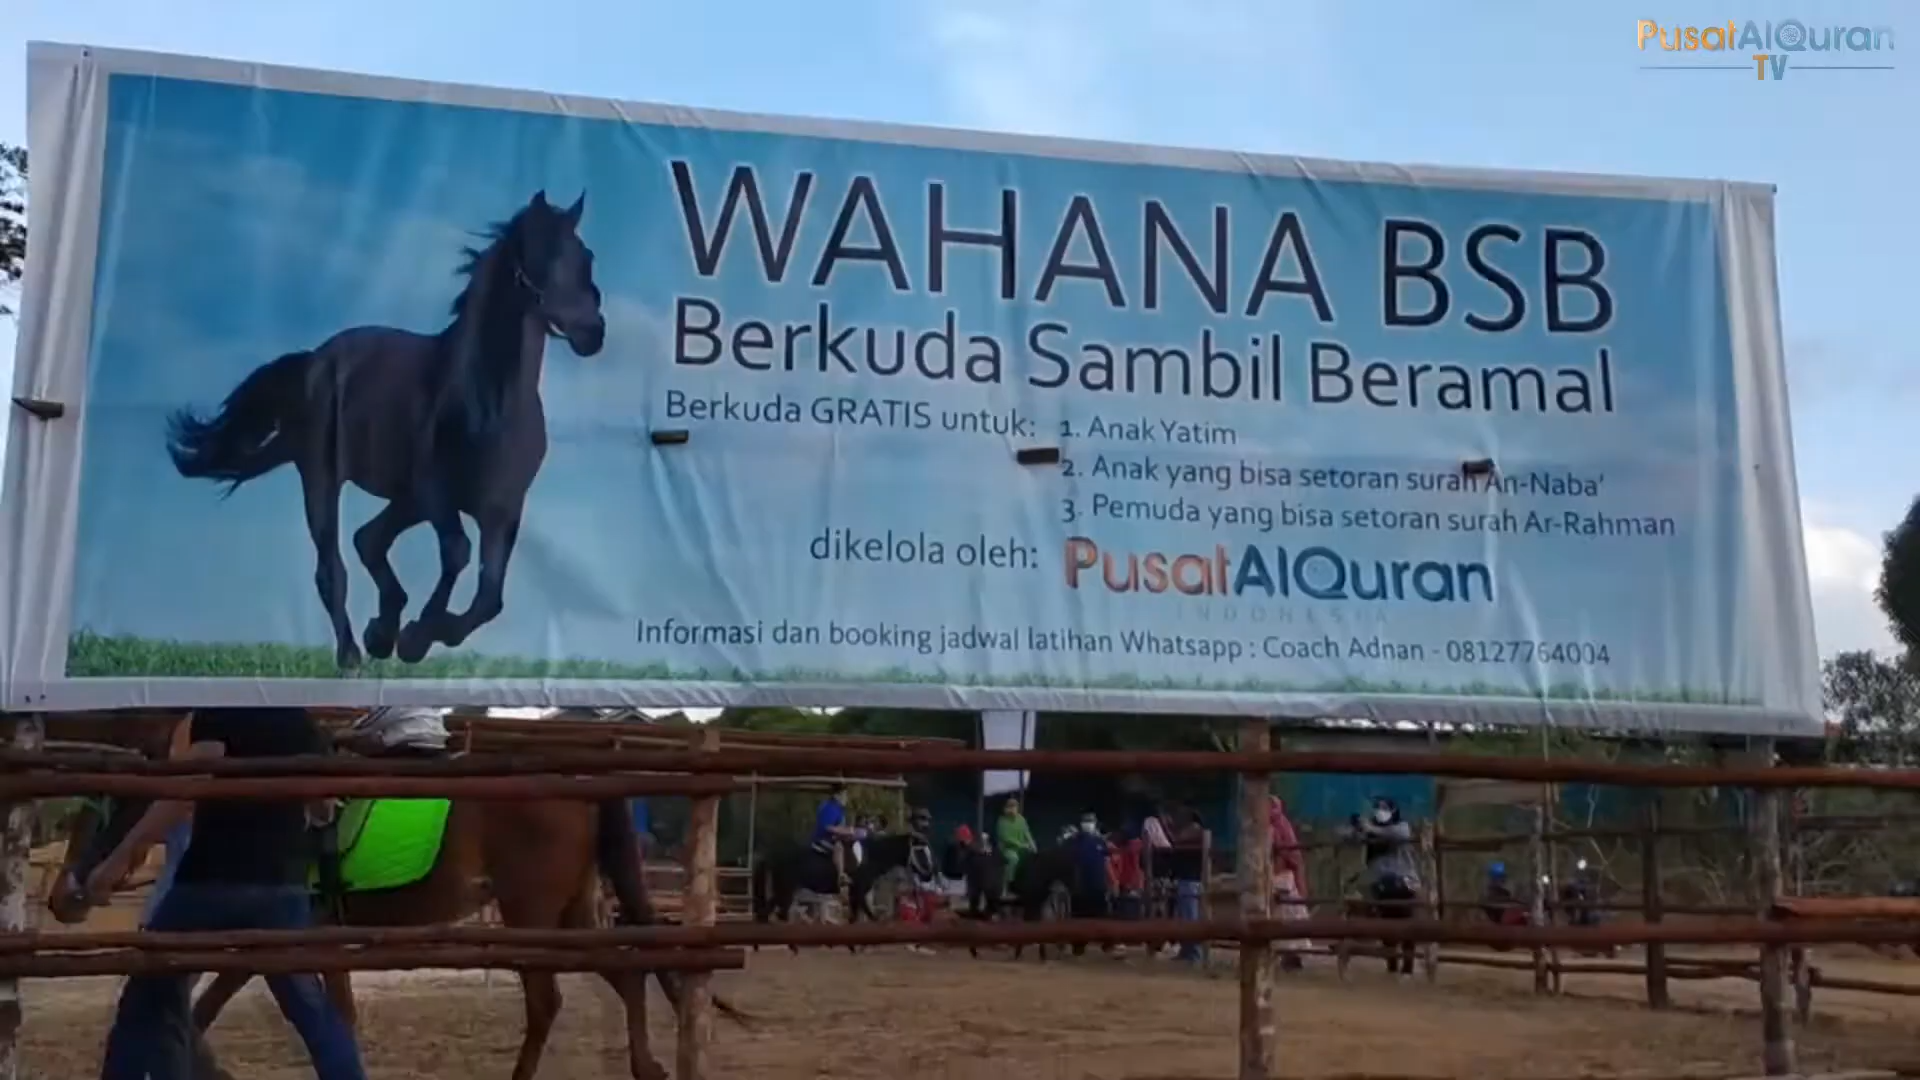 PusatAlQuran
TV
WAHANA BSB
Berkuda Sambil Beramal
Berkuda GRATIS untuk: 1. Anak Yatim
2. Anak yang bisa setoran surah An-Naba'
3. Pemuda yang bisa setoran surah Ar-Rahman
dikelola oleh: PusatAlQuran
INDONESIA
Informasi dan booking jadwal latihan Whatsapp : Coach Adnan - 08127764004